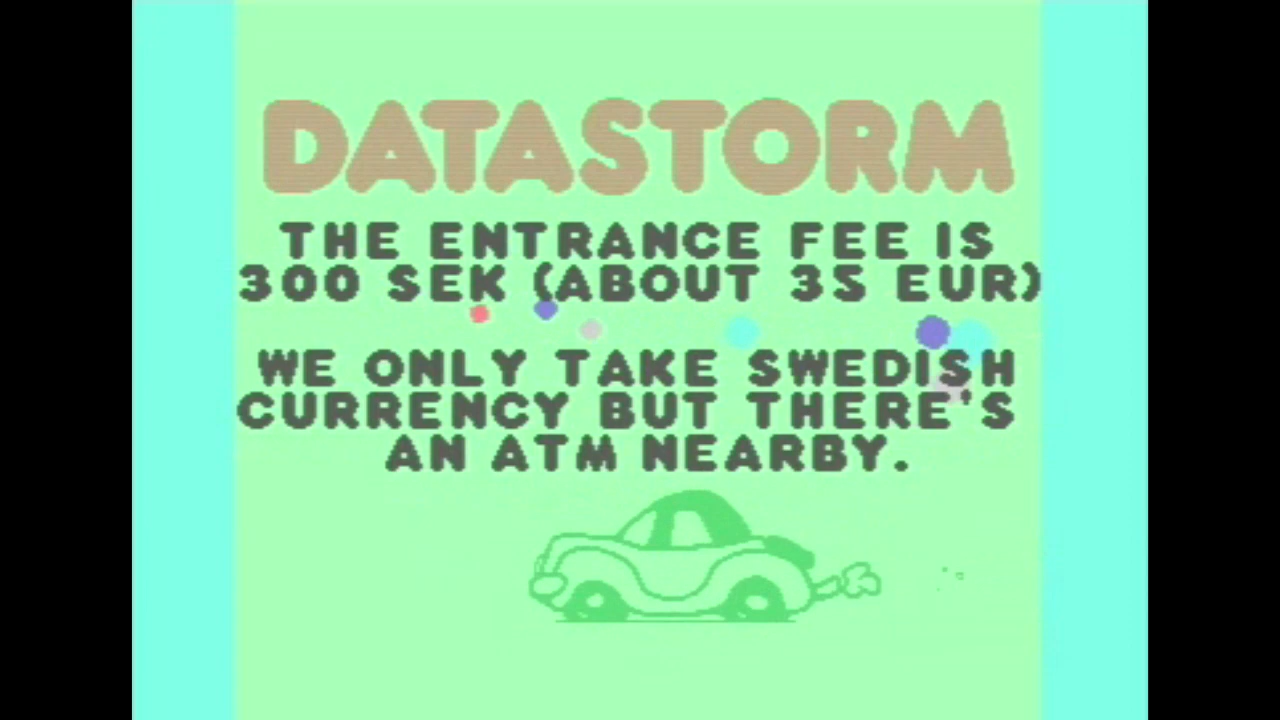 DATASTORM
THE ENTRANCE FEE IS
300 SEK (ABOUT 35 EUR)
WE ONLY TAKE SWEDISH
CURRENCY BUT THERE'S
AN ATM NEARBY.